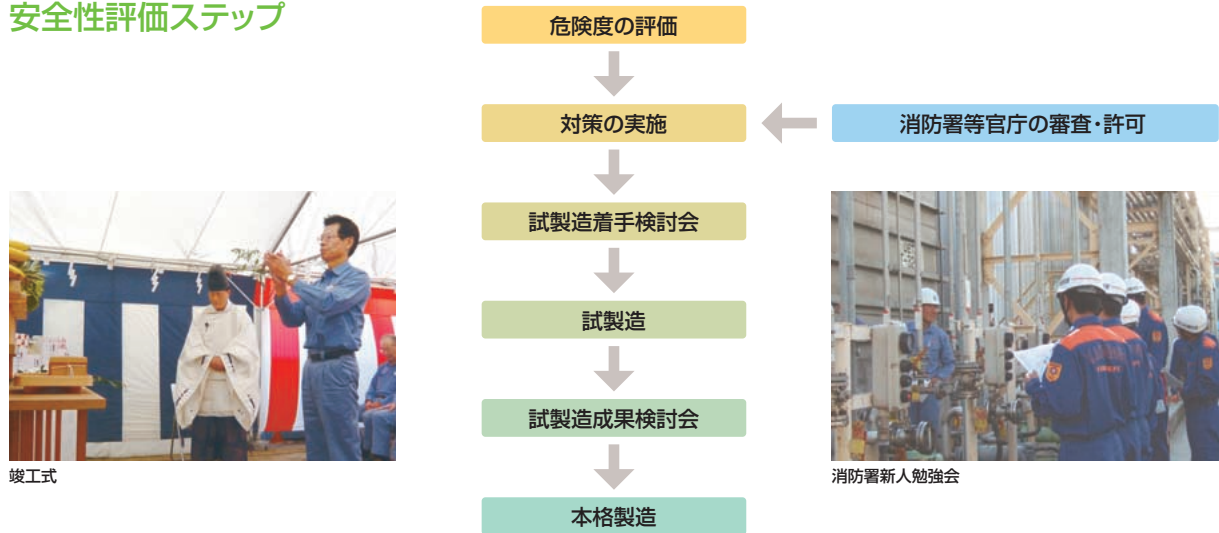 安全性評価ステップ
危険度の評価
対策の実施
消防署等官庁の審査・許可
試製造着手検討会
試製造
試製造成果検討会
本格製造
竣工式
消防署新人勉強会